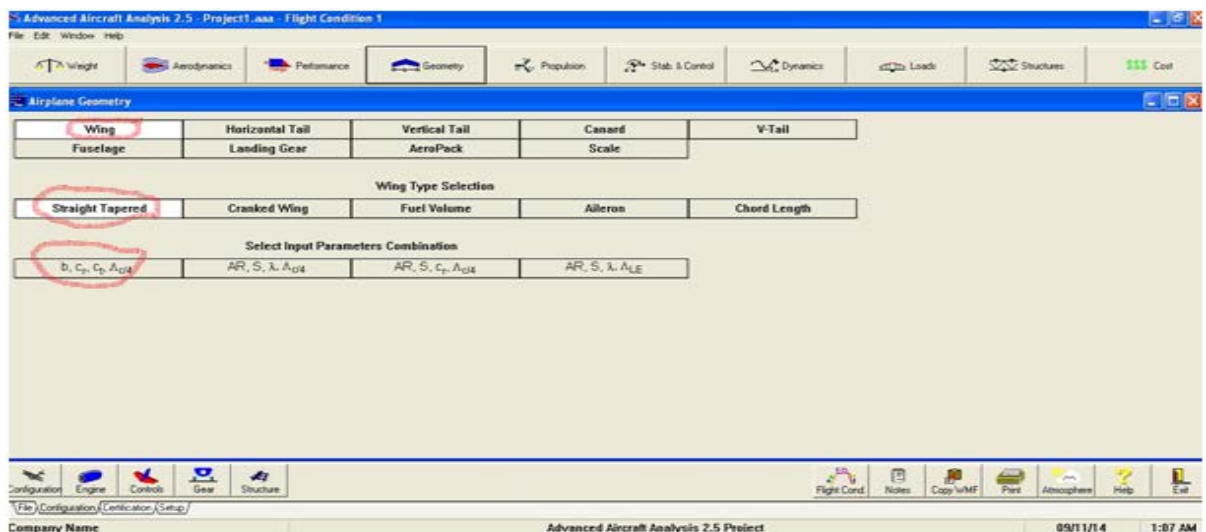 Advanced Aircraft Analysis 2.5 - Project1.aaa - Flight Condition 1
File Edit Window Help
Weight Aerodynamics Performance Geometry Propulsion Stab. & Control Dynamics Loads Structures $$$ Cost
Airplane Geometry
Wing Horizontal Tail Vertical Tail Canard V-Tail
Fuselage Landing Gear AeroPack Scale
Wing Type Selection
Straight Tapered Cranked Wing Fuel Volume Aileron Chord Length
Select Input Parameters Combination
b, cᵣ, cₜ, Λc/4 AR, S, λ, Λc/4 AR, S, cᵣ, Λc/4 AR, S, λ, ΛLE
Configuration Engine Controls Gear Structure Flight Cond. Notes Copy WMF Print Atmosphere Help Exit
File Configuration Certification Setup
Company Name Advanced Aircraft Analysis 2.5 Project 09/11/14 1:07 AM